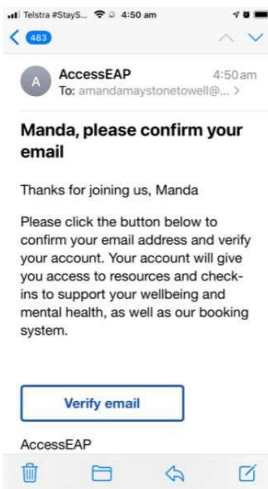 Telstra #StayS... 4:50 am
483
A
AccessEAP 4:50 am
To: amandamaystonetowell@... >
Manda, please confirm your
email
Thanks for joining us, Manda
Please click the button below to
confirm your email address and verify
your account. Your account will give
you access to resources and check-
ins to support your wellbeing and
mental health, as well as our booking
system.
Verify email
AccessEAP